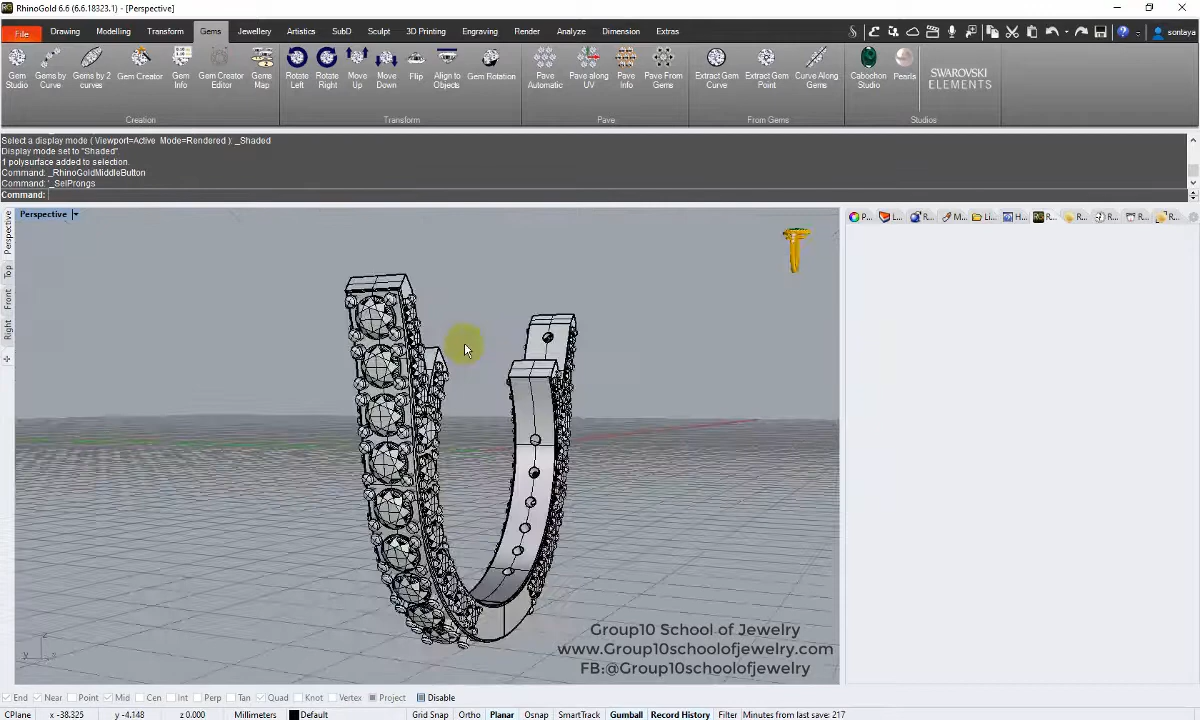 RhinoGold 6.6 (6.6.18323.1) - [Perspective]
File Drawing Modelling Transform Gems Jewellery Artistics SubD Sculpt 3D Printing Engraving Render Analyze Dimension Extras
sontaya
Gem Studio
Gems by Curve
Gems by 2 curves
Gem Creator
Gem Info
Gem Creator Editor
Gems Map
Rotate Left
Rotate Right
Move Up
Move Down
Flip
Align to Objects
Gem Rotation
Pave Automatic
Pave along UV
Pave Info
Pave From Gems
Extract Gem Curve
Extract Gem Point
Curve Along Gems
Cabochon Studio
Pearls
SWAROVSKI
ELEMENTS
Creation Transform Pave From Gems Studios
Select a display mode ( Viewport=Active Mode=Rendered ): _Shaded
Display mode set to "Shaded".
1 polysurface added to selection.
Command: _RhinoGoldMiddleButton
Command: '_SelProngs
Command:
Perspective
P... L... R... M... Li... H... R... R... R... R... R...
Perspective
Top
Front
Right
Group10 School of Jewelry
www.Group10schoolofjewelry.com
FB:@Group10schoolofjewelry
z
y
End Near Point Mid Cen Int Perp Tan Quad Knot Vertex Project Disable
CPlane x -38.325 y -4.148 z 0.000 Millimeters Default Grid Snap Ortho Planar Osnap SmartTrack Gumball Record History Filter Minutes from last save: 217